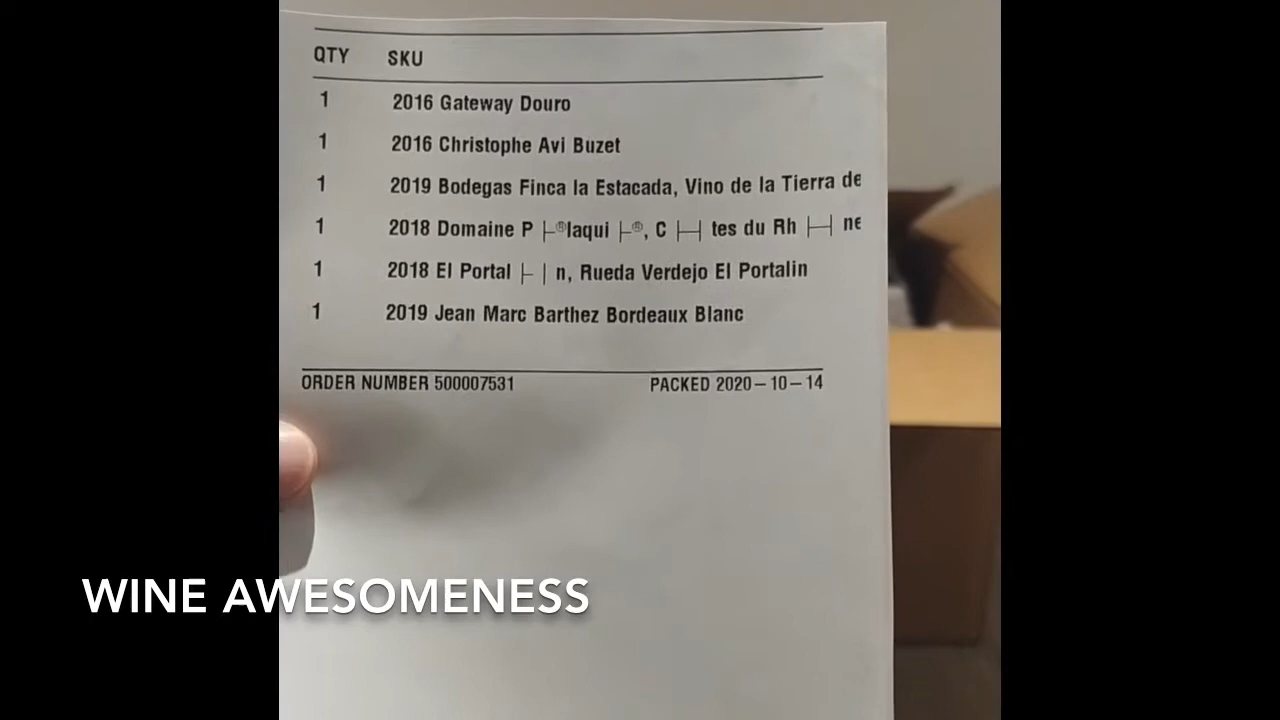 QTY SKU
1 2016 Gateway Douro
1 2016 Christophe Avi Buzet
1 2019 Bodegas Finca la Estacada, Vino de la Tierra de
1 2018 Domaine P ├®laqui ├®, C ├┤tes du Rh ├┤ne
1 2018 El Portal ├ | n, Rueda Verdejo El Portalin
1 2019 Jean Marc Barthez Bordeaux Blanc
ORDER NUMBER 500007531 PACKED 2020-10-14
WINE AWESOMENESS